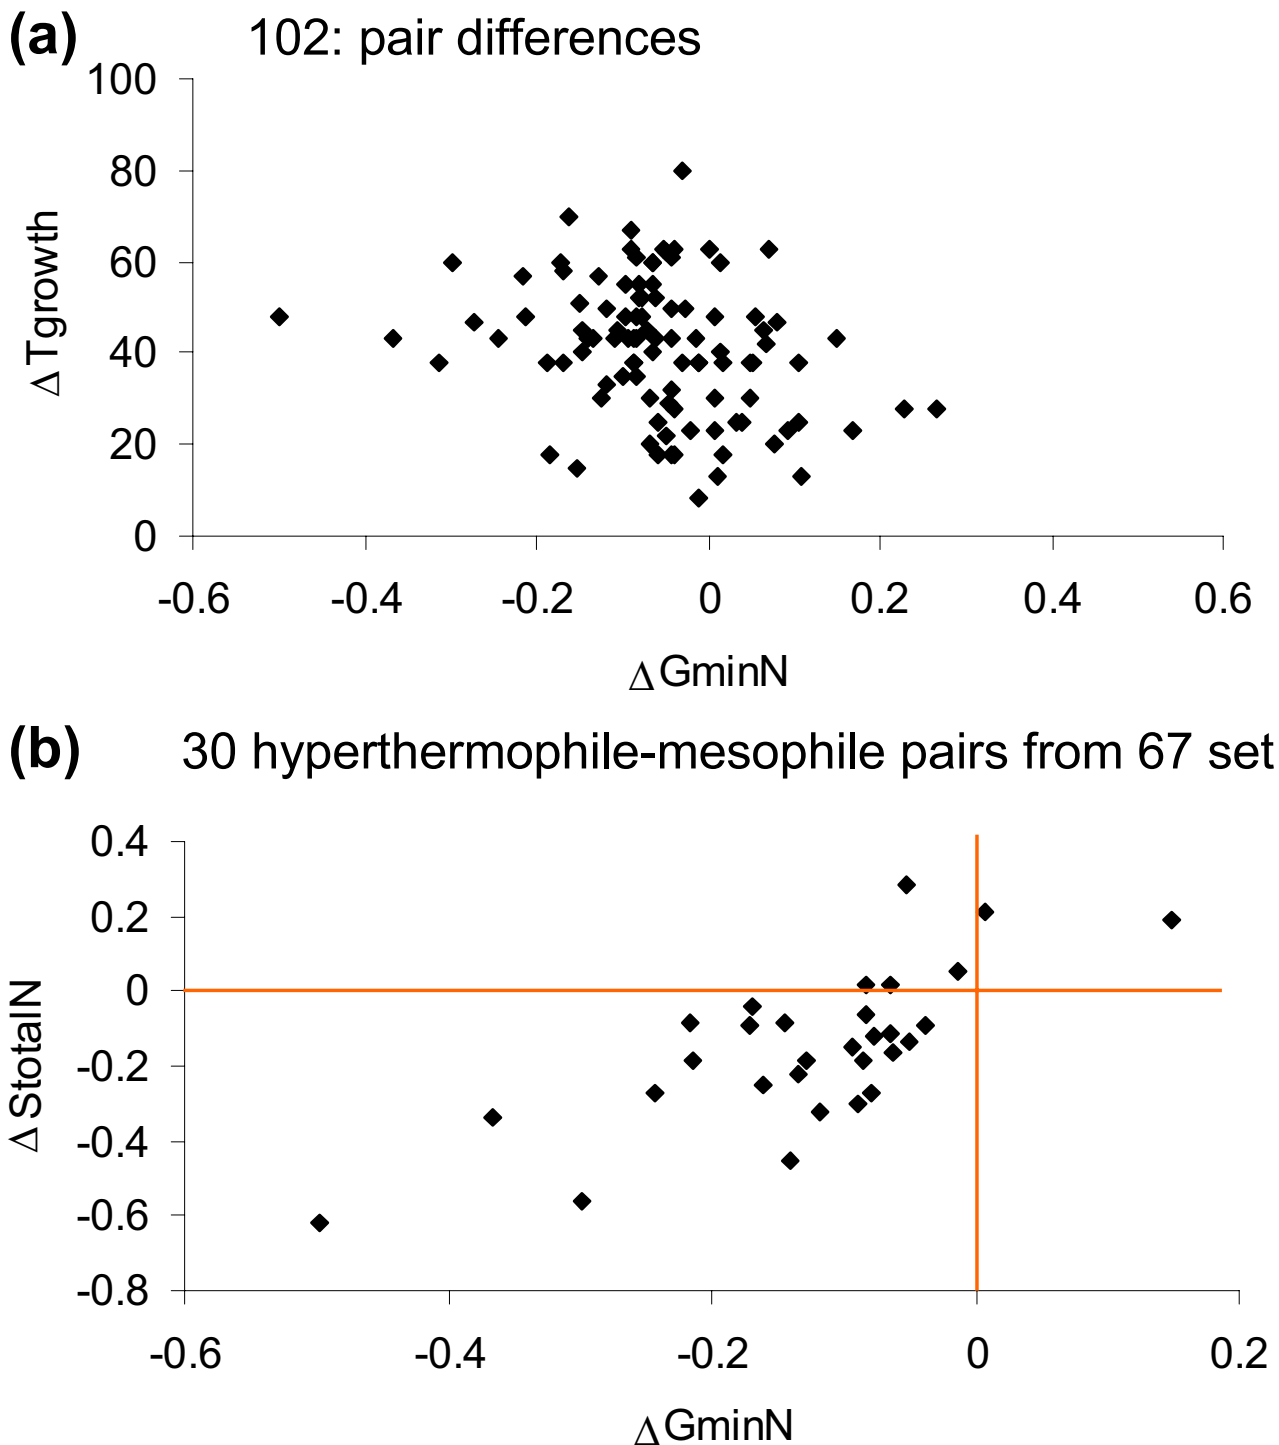 (a) 102: pair differences
100
80
60
40
20
0
ΔTgrowth
-0.6 -0.4 -0.2 0 0.2 0.4 0.6
ΔGminN
(b) 30 hyperthermophile-mesophile pairs from 67 set
0.4
0.2
0
-0.2
-0.4
-0.6
-0.8
ΔStotalN
-0.6 -0.4 -0.2 0 0.2
ΔGminN